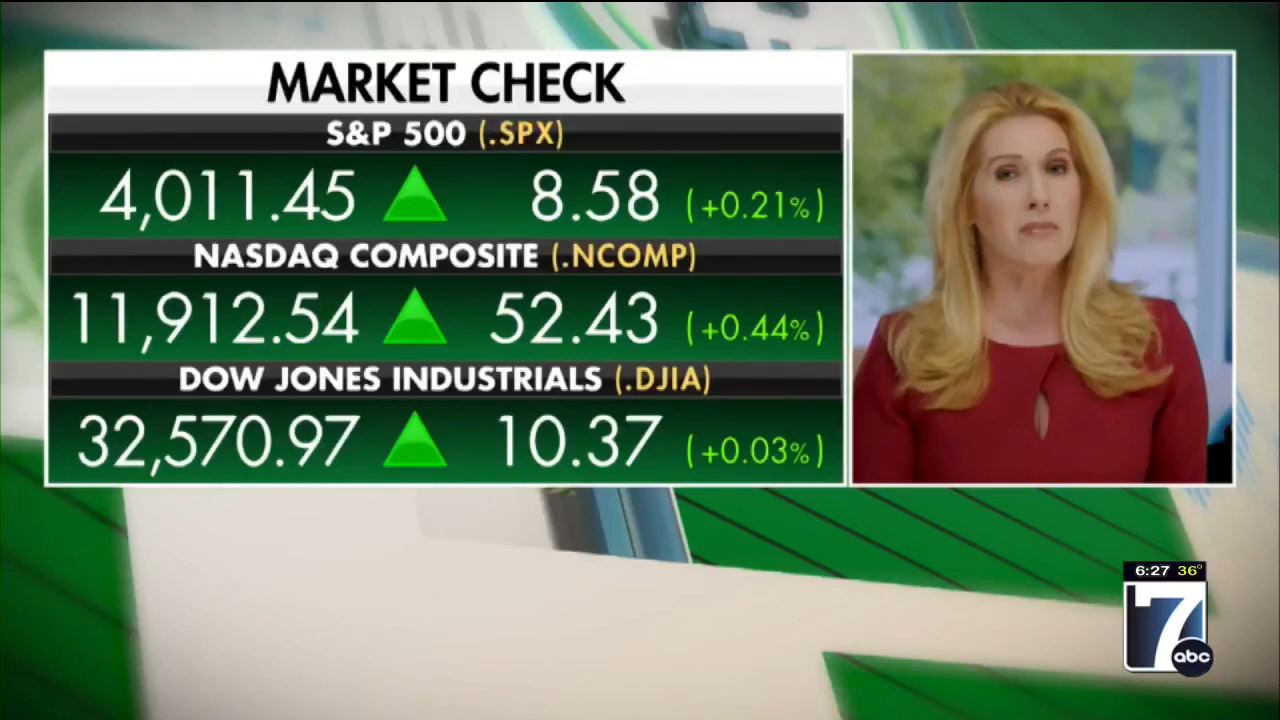 MARKET CHECK
S&P 500 (.SPX)
4,011.45 8.58 (+0.21%)
NASDAQ COMPOSITE (.NCOMP)
11,912.54 52.43 (+0.44%)
DOW JONES INDUSTRIALS (.DJIA)
32,570.97 10.37 (+0.03%)
6:27 36°
7
abc